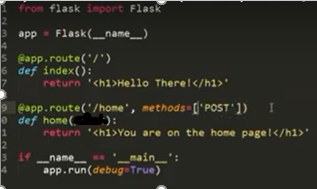 from flask import Flask
app = Flask(__name__)
@app.route('/')
def index():
return '<h1>Hello There!</h1>'
@app.route('/home', methods=['POST'])
def home( ):
return '<h1>You are on the home page!</h1>'
if __name__ == '__main__':
app.run(debug=True)